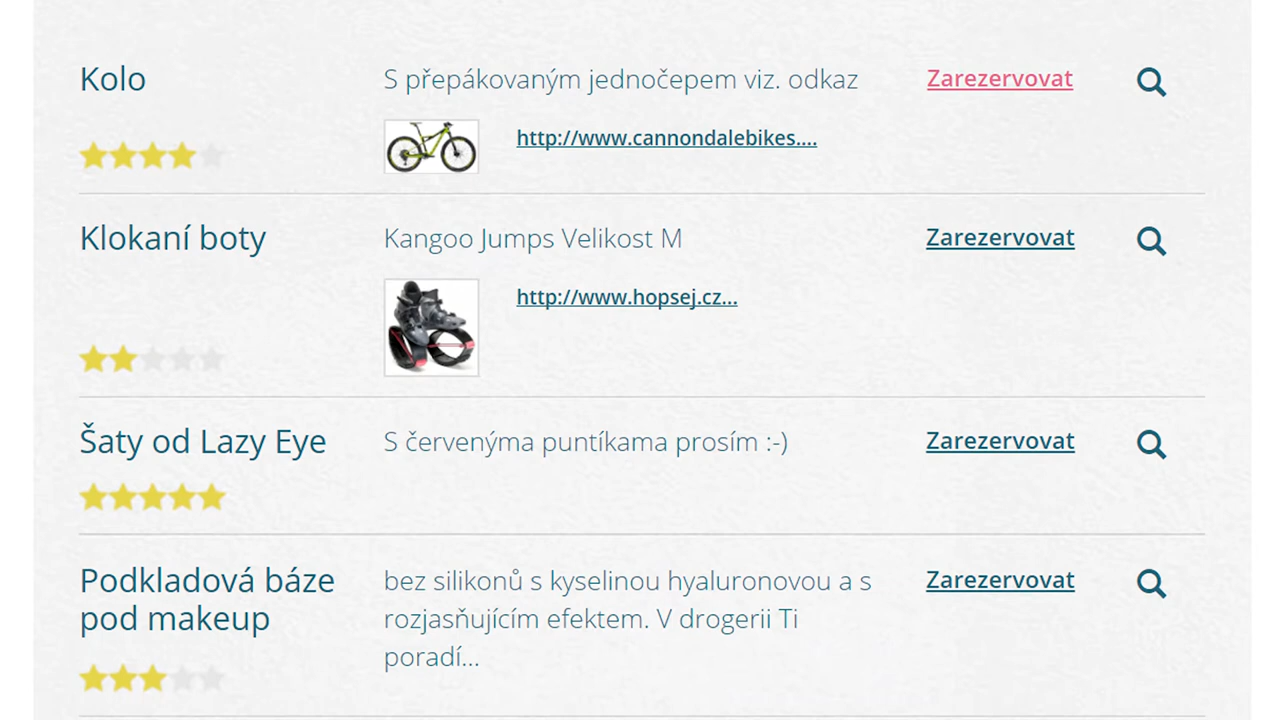 Kolo
S přepákovaným jednočepem viz. odkaz
Zarezervovat
http://www.cannondalebikes....
Klokaní boty
Kangoo Jumps Velikost M
Zarezervovat
http://www.hopsej.cz...
Šaty od Lazy Eye
S červenýma puntíkama prosím :-)
Zarezervovat
Podkladová báze
pod makeup
bez silikonů s kyselinou hyaluronovou a s
rozjasňujícím efektem. V drogerii Ti
poradí...
Zarezervovat